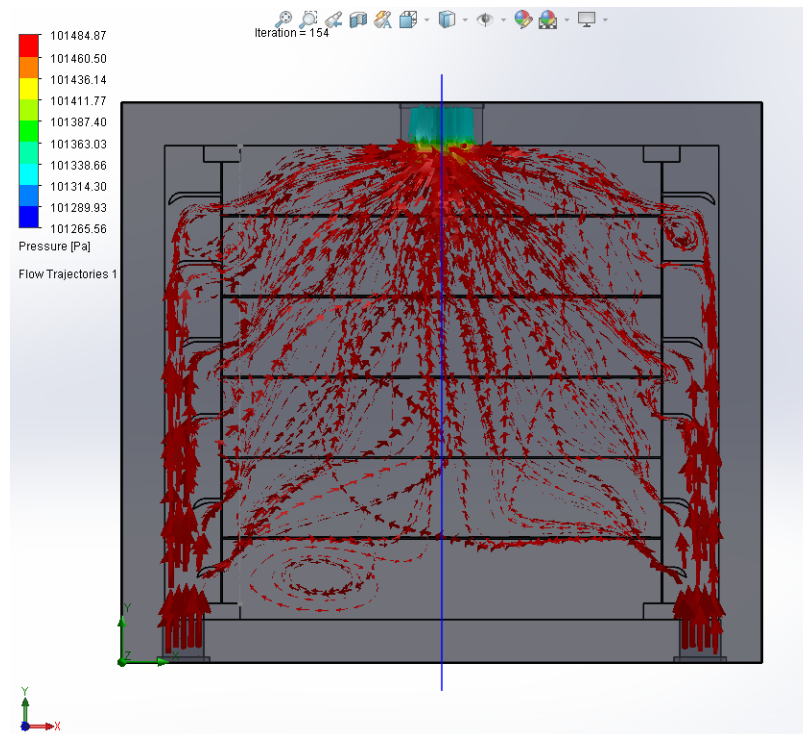 Iteration = 154
101484.87
101460.50
101436.14
101411.77
101387.40
101363.03
101338.66
101314.30
101289.93
101265.56
Pressure [Pa]
Flow Trajectories 1
Y
Z
X
Y
X